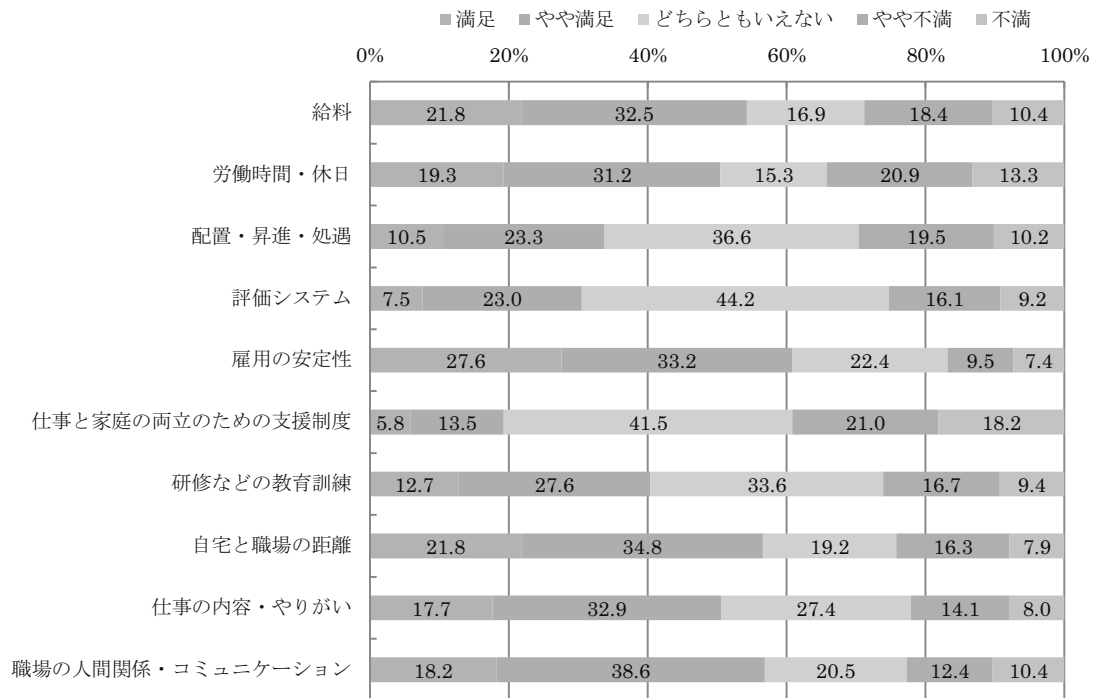 ■満足 ■やや満足 ■どちらともいえない ■やや不満 ■不満
0% 20% 40% 60% 80% 100%
給料 21.8 32.5 16.9 18.4 10.4
労働時間・休日 19.3 31.2 15.3 20.9 13.3
配置・昇進・処遇 10.5 23.3 36.6 19.5 10.2
評価システム 7.5 23.0 44.2 16.1 9.2
雇用の安定性 27.6 33.2 22.4 9.5 7.4
仕事と家庭の両立のための支援制度 5.8 13.5 41.5 21.0 18.2
研修などの教育訓練 12.7 27.6 33.6 16.7 9.4
自宅と職場の距離 21.8 34.8 19.2 16.3 7.9
仕事の内容・やりがい 17.7 32.9 27.4 14.1 8.0
職場の人間関係・コミュニケーション 18.2 38.6 20.5 12.4 10.4